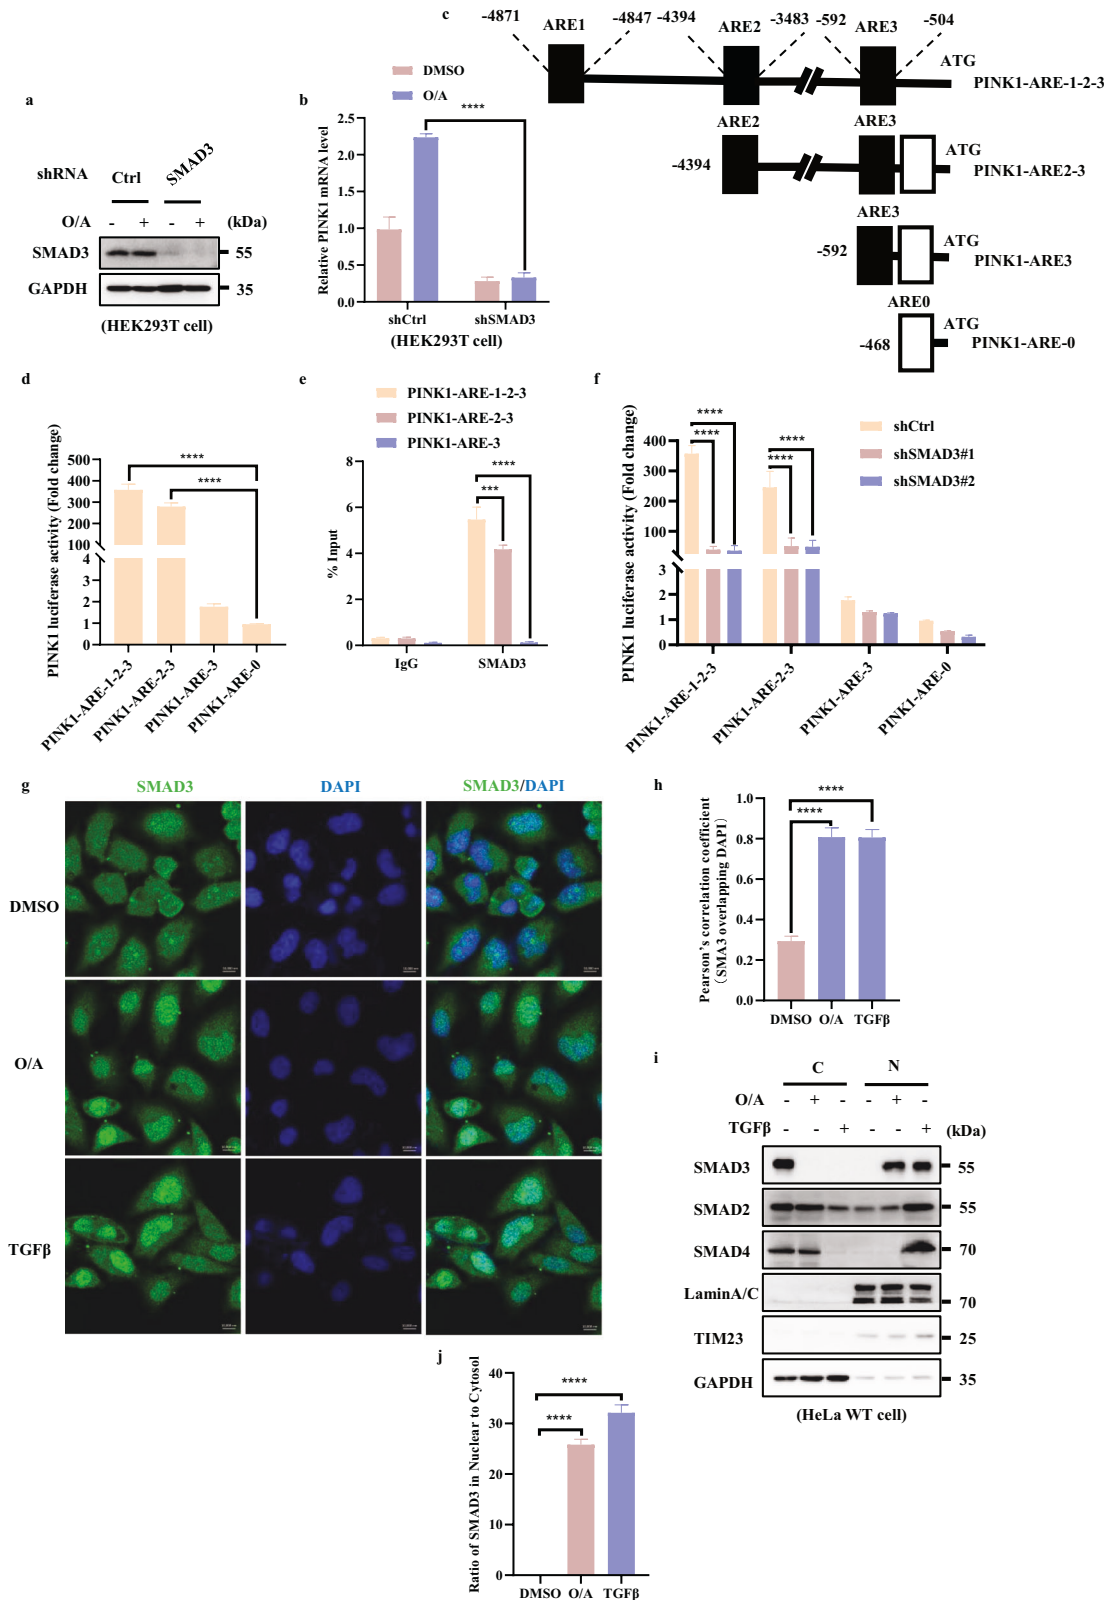 a
shRNA
Ctrl
SMAD3
O/A - + - + (kDa)
SMAD3 55
GAPDH 35
(HEK293T cell)
b
DMSO
O/A
****
Relative PINK1 mRNA level
2.5
2.0
1.5
1.0
0.5
0.0
shCtrl shSMAD3
(HEK293T cell)
c
-4871 -4847 -4394 -3483 -592 -504
ARE1 ARE2 ARE3
ATG
PINK1-ARE-1-2-3
ARE2 ARE3
ATG
-4394
PINK1-ARE2-3
ARE3
ATG
-592
PINK1-ARE3
ARE0
ATG
-468
PINK1-ARE-0
d
PINK1 luciferase activity (Fold change)
500
400
300
200
100
4
3
2
1
0
****
****
PINK1-ARE-1-2-3
PINK1-ARE-2-3
PINK1-ARE-3
PINK1-ARE-0
e
PINK1-ARE-1-2-3
PINK1-ARE-2-3
PINK1-ARE-3
% Input
8
6
4
2
0
****
***
IgG SMAD3
f
PINK1 luciferase activity (Fold change)
400
300
200
100
3
2
1
0
****
****
****
****
shCtrl
shSMAD3#1
shSMAD3#2
PINK1-ARE-1-2-3
PINK1-ARE-2-3
PINK1-ARE-3
PINK1-ARE-0
g
SMAD3 DAPI SMAD3/DAPI
DMSO
O/A
TGFβ
h
Pearson's correlation coefficient
(SMA3 overlapping DAPI)
1.0
0.8
0.6
0.4
0.2
0.0
****
****
DMSO O/A TGFβ
i
C N
O/A - + - - + -
TGFβ - - + - - + (kDa)
SMAD3 55
SMAD2 55
SMAD4 70
LaminA/C 70
TIM23 25
GAPDH 35
(HeLa WT cell)
j
Ratio of SMAD3 in Nuclear to Cytosol
40
30
20
10
0
****
****
DMSO O/A TGFβ